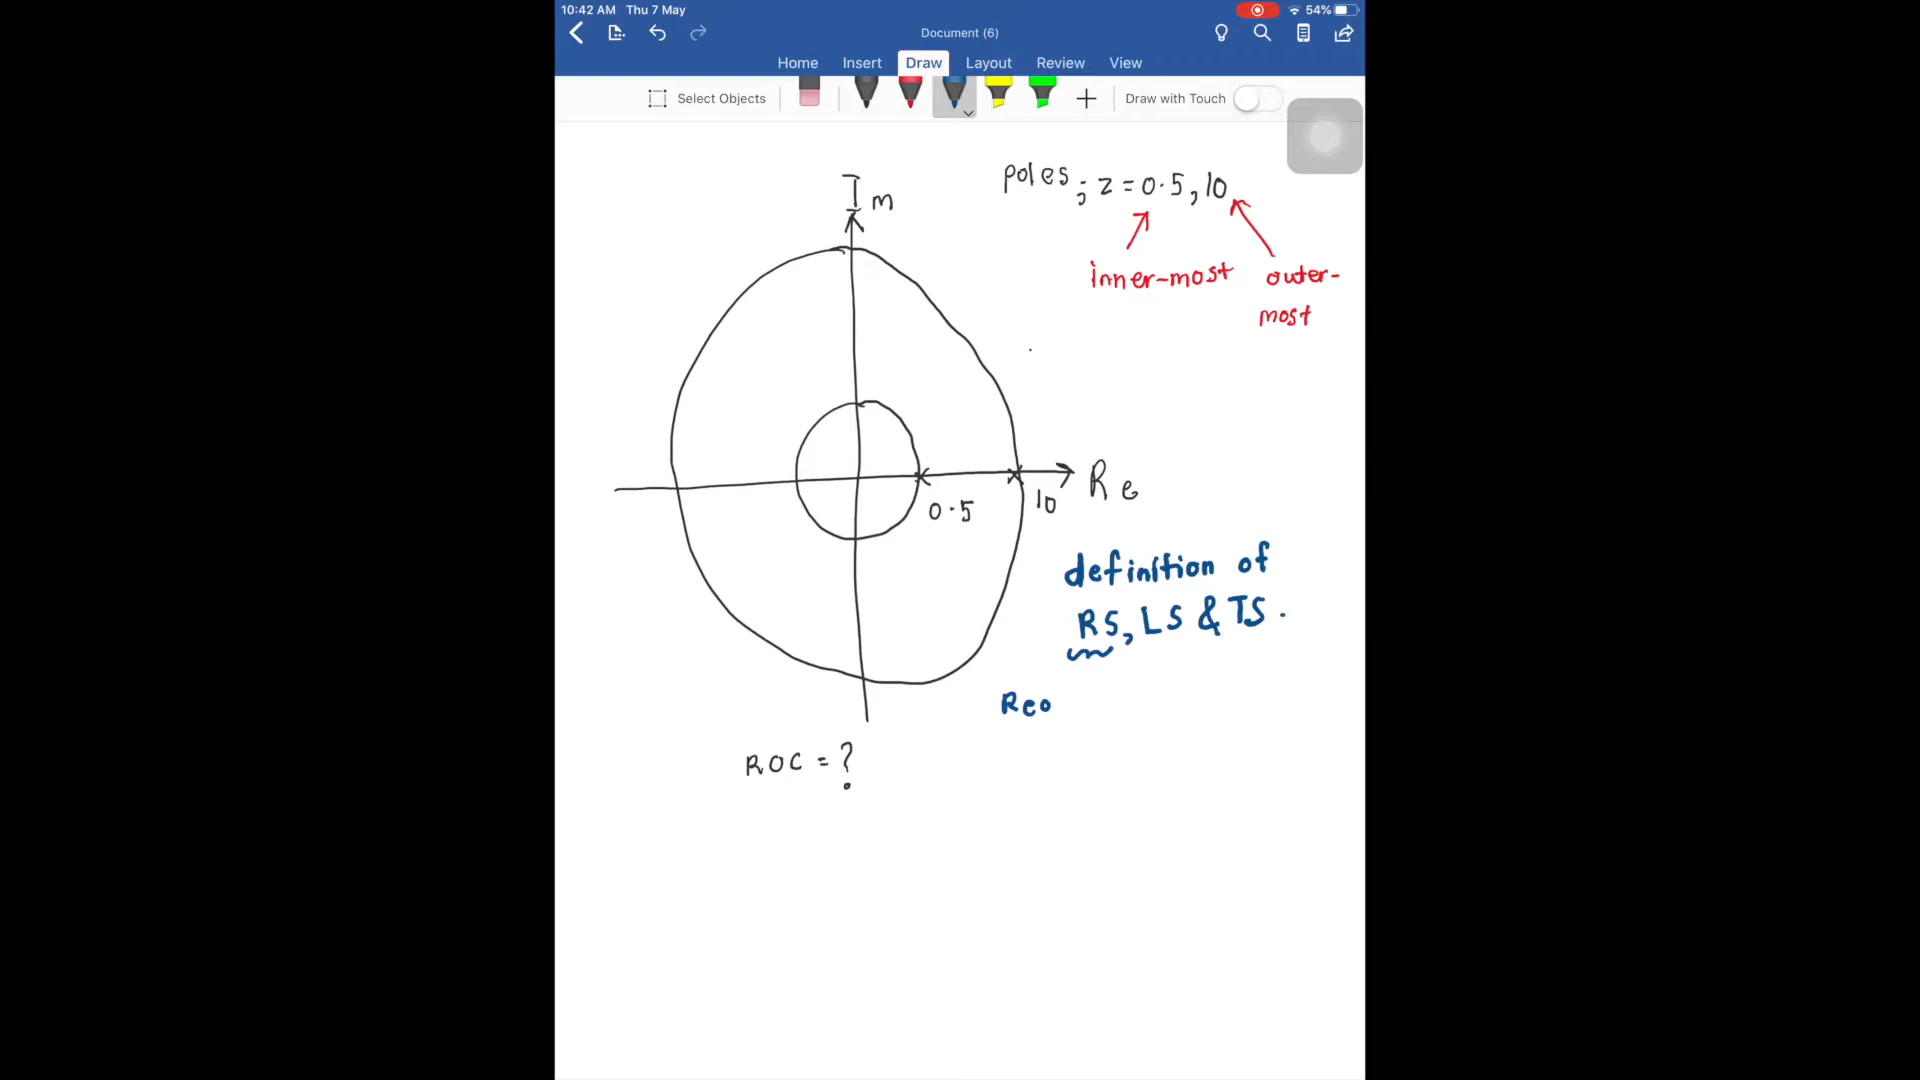 10:42 AM Thu 7 May
54%
Document (6)
Home Insert Draw Layout Review View
Select Objects
Draw with Touch
poles ; z = 0.5, 10
inner-most
outer-
most
Im
Re
0.5
10
definition of
RS, LS & TS.
Reo
ROC = ?